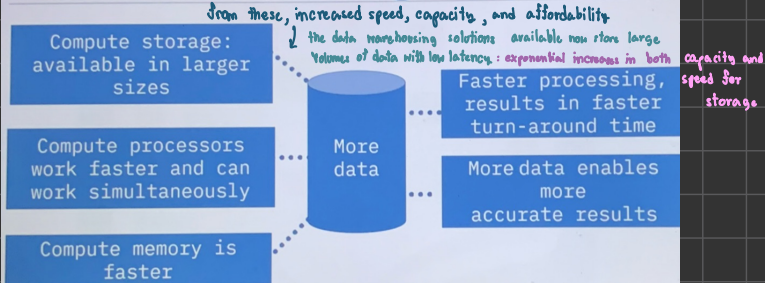 from these, increased speed, capacity, and affordability
the data warehousing solutions available now store large
volumes of data with low latency : exponential increases in both capacity and
speed for
storage
Compute storage:
available in larger
sizes
Compute processors
work faster and can
work simultaneously
Compute memory is
faster
More
data
Faster processing,
results in faster
turn-around time
More data enables
more
accurate results